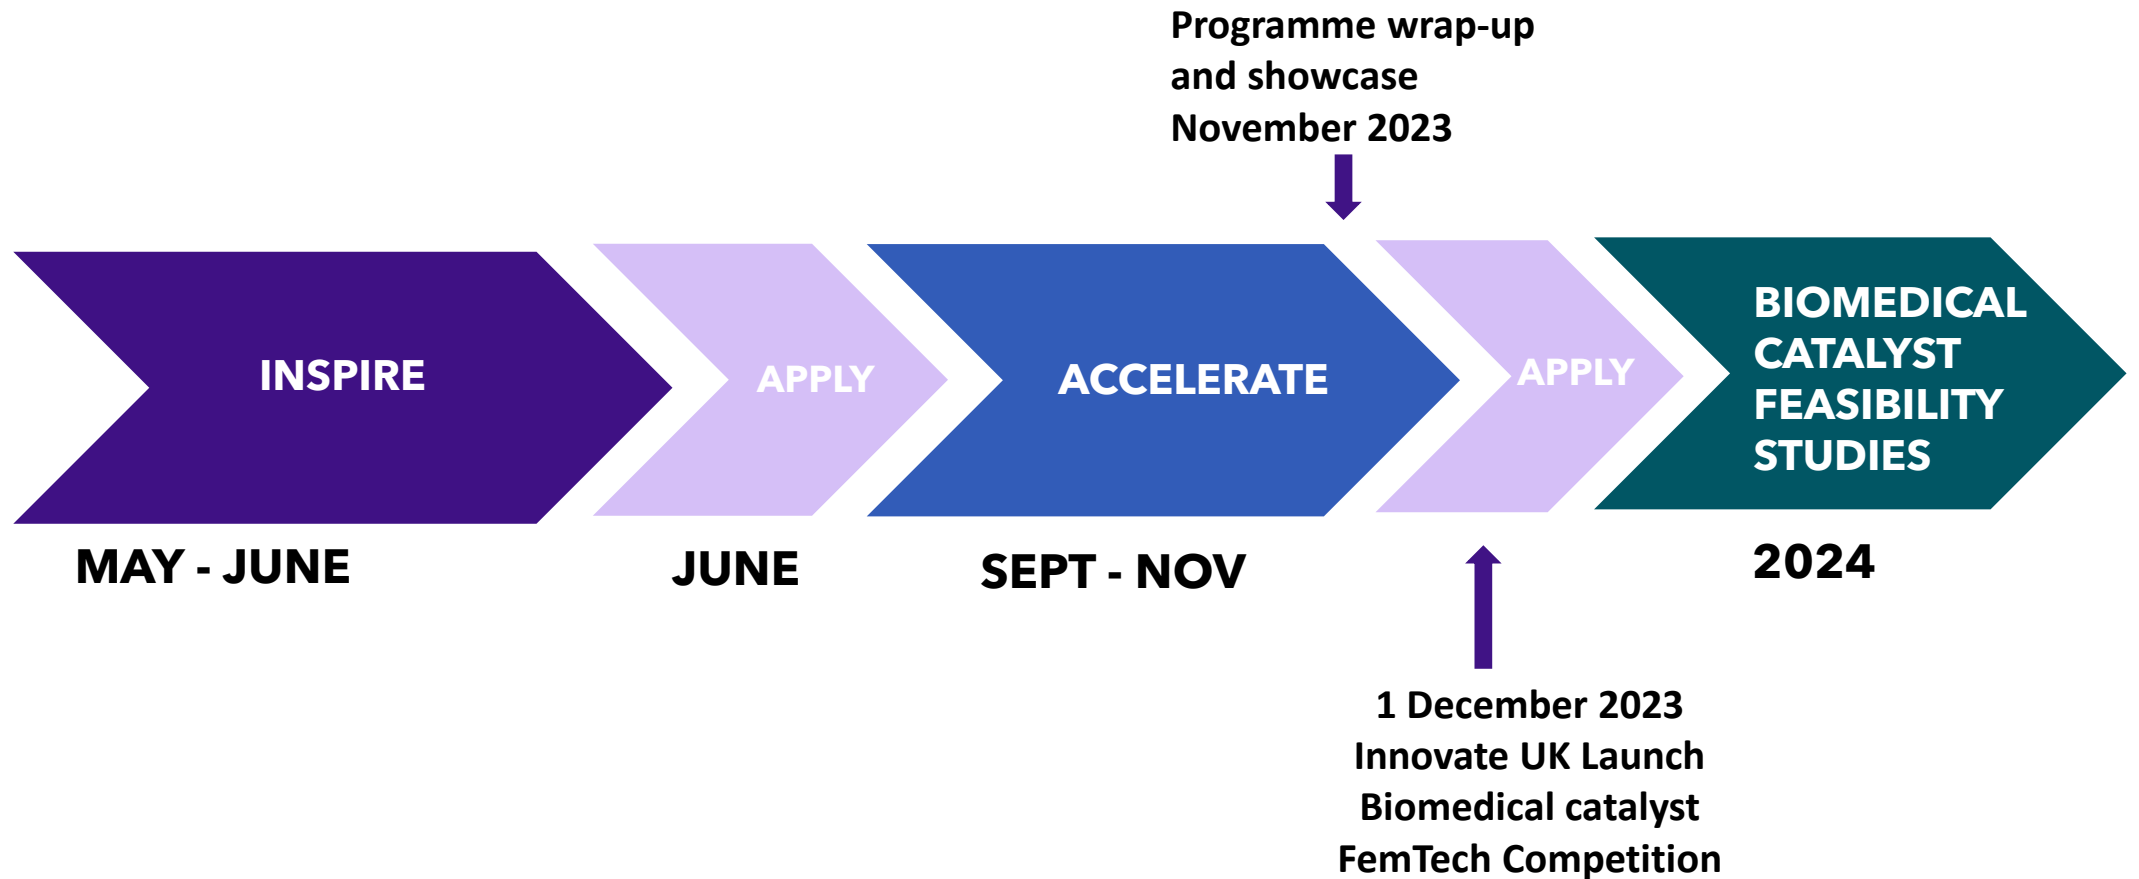 Programme wrap-up
and showcase
November 2023
INSPIRE
APPLY
ACCELERATE
APPLY
BIOMEDICAL
CATALYST
FEASIBILITY
STUDIES
MAY - JUNE
JUNE
SEPT - NOV
2024
1 December 2023
Innovate UK Launch
Biomedical catalyst
FemTech Competition